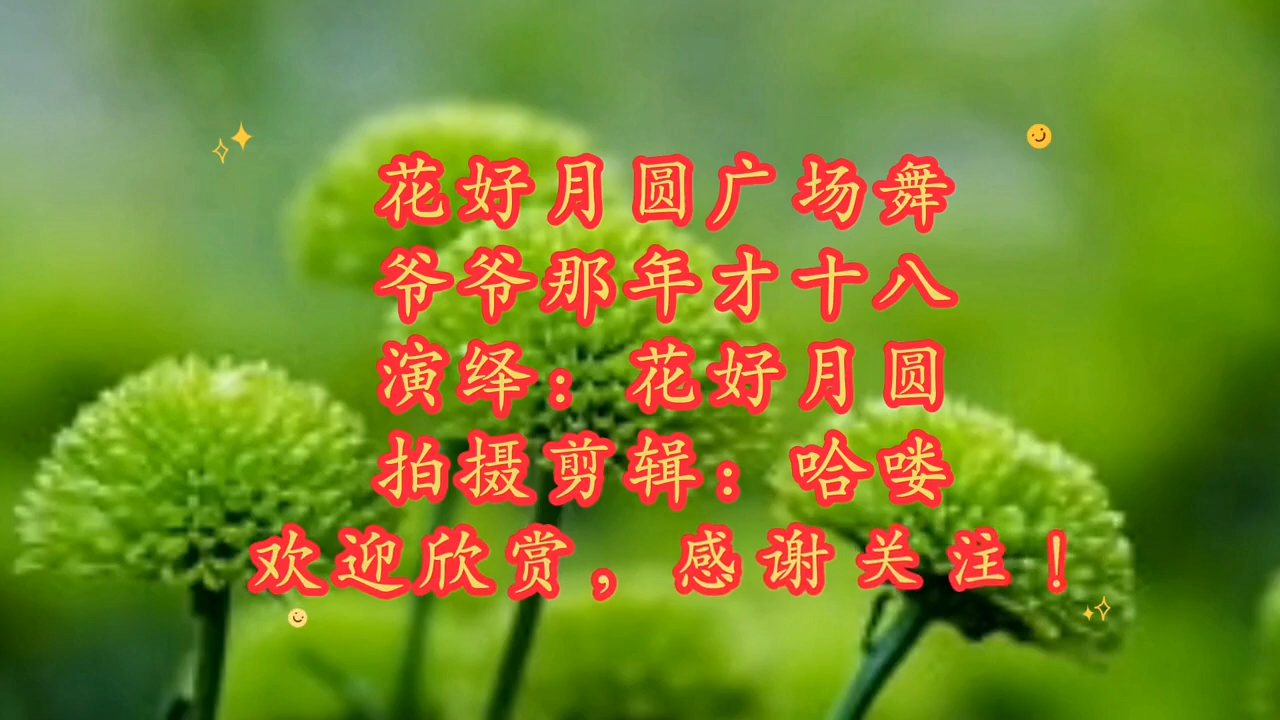 花好月圆广场舞
爷爷那年才十八
演绎：花好月圆
拍摄剪辑：哈喽
欢迎欣赏，感谢关注！